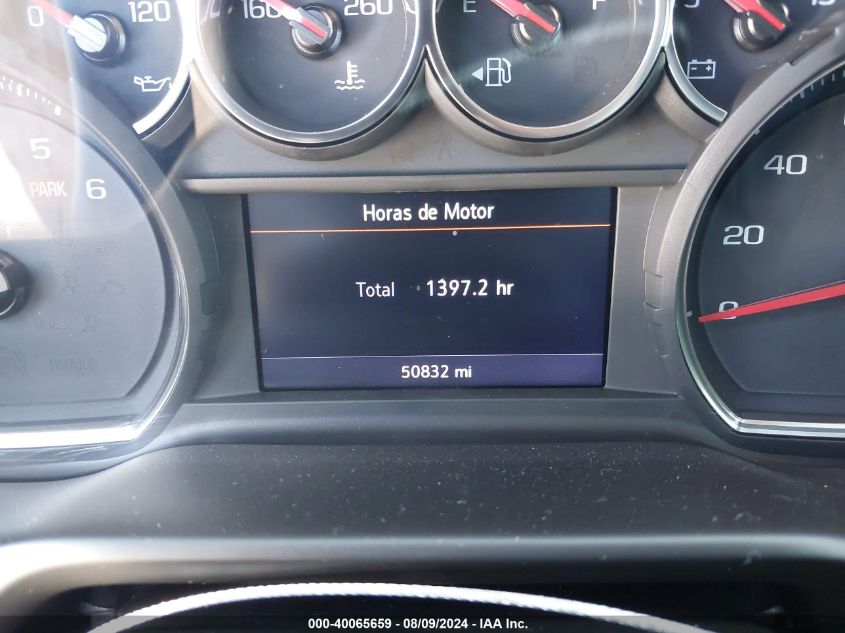 0 120
160 260
E F
5
PARK 6
40
20
0
Horas de Motor
Total 1397.2 hr
50832 mi
000-40065659 - 08/09/2024 - IAA Inc.